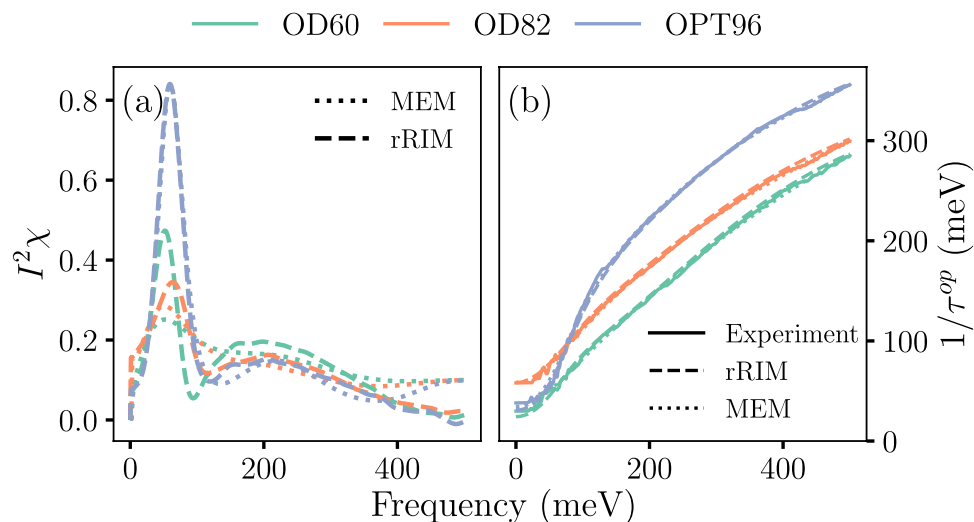 OD60 OD82 OPT96
(a)
MEM
rRIM
I²χ
0.8
0.6
0.4
0.2
0.0
0 200 400
(b)
Experiment
rRIM
MEM
300
200
100
0
1/τᵒᵖ (meV)
0 200 400
Frequency (meV)